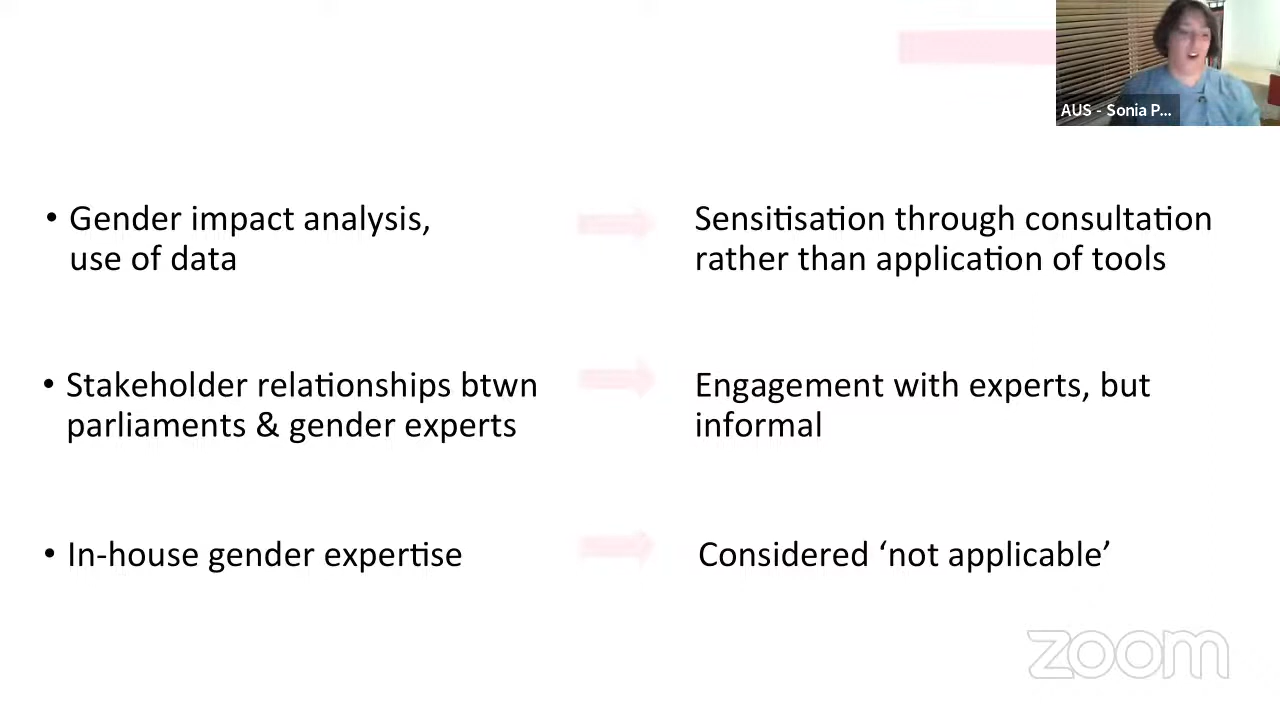 AUS - Sonia P...
• Gender impact analysis,
use of data
Sensitisation through consultation
rather than application of tools
• Stakeholder relationships btwn
parliaments & gender experts
Engagement with experts, but
informal
• In-house gender expertise
Considered ‘not applicable’
zoom